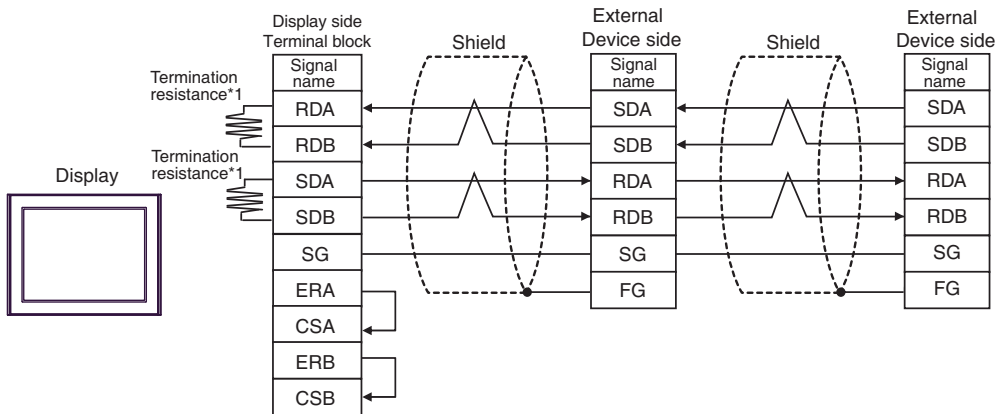 Display side
Terminal block
Shield
External
Device side
Shield
External
Device side
Signal
name
Signal
name
Signal
name
Termination
resistance*1
RDA
SDA
SDA
RDB
SDB
SDB
Termination
resistance*1
Display
SDA
RDA
RDA
SDB
RDB
RDB
SG
SG
SG
ERA
FG
FG
CSA
ERB
CSB